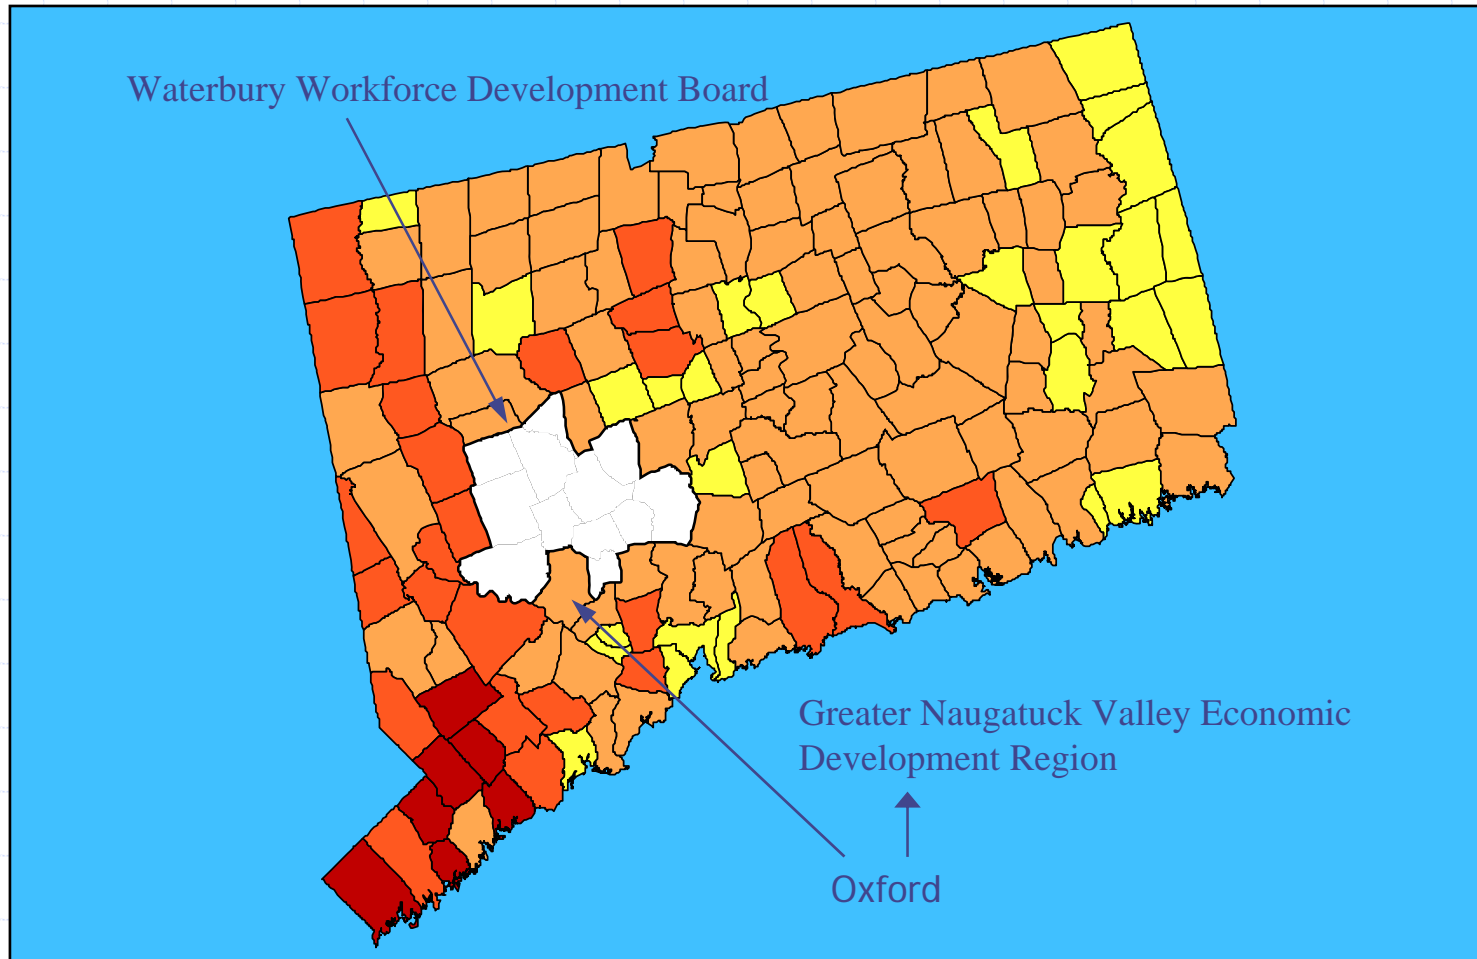 Waterbury Workforce Development Board
Greater Naugatuck Valley Economic
Development Region
Oxford